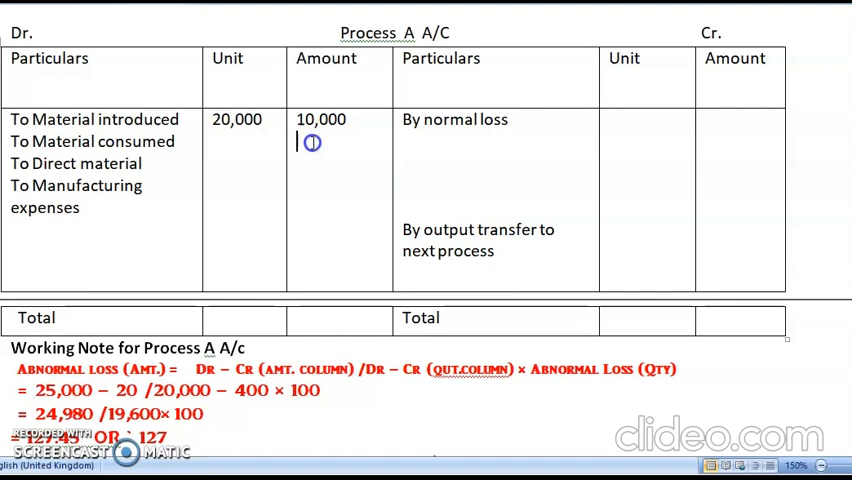 Dr. Process A A/C Cr.
Particulars Unit Amount Particulars Unit Amount
To Material introduced 20,000 10,000 By normal loss
To Material consumed
To Direct material
To Manufacturing
expenses
By output transfer to
next process
Total Total
Working Note for Process A A/c
Abnormal loss (Amt.) = Dr – Cr (amt. column) /Dr – Cr (qut.column) × Abnormal Loss (Qty)
= 25,000 – 20 /20,000 – 400 × 100
= 24,980 /19,600× 100
= 127.45 OR 127
RECORDED WITH
SCREENCAST MATIC
clideo.com
glish (United Kingdom) 150%